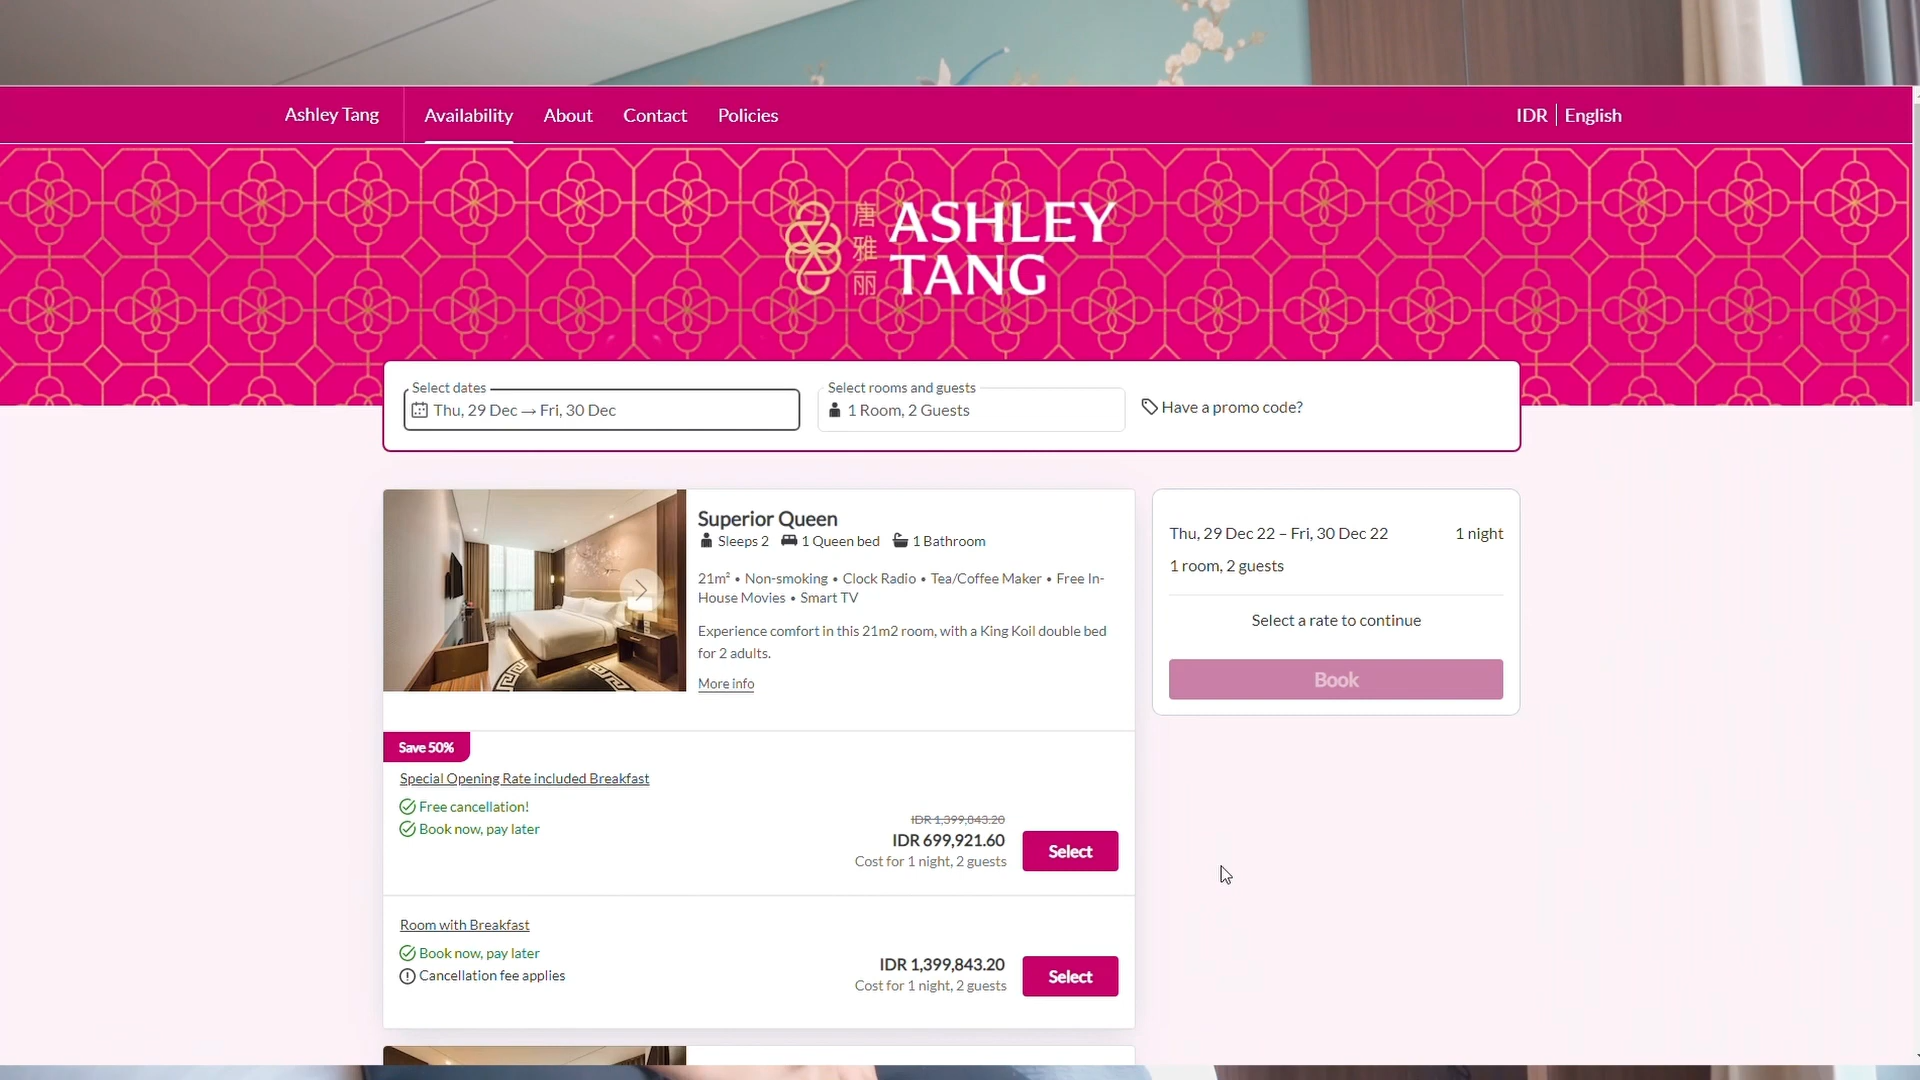 Ashley Tang
Availability
About
Contact
Policies
IDR
English
唐雅丽
ASHLEY
TANG
Select dates
Thu, 29 Dec → Fri, 30 Dec
Select rooms and guests
1 Room, 2 Guests
Have a promo code?
Superior Queen
Sleeps 2 1 Queen bed 1 Bathroom
21m² • Non-smoking • Clock Radio • Tea/Coffee Maker • Free In-
House Movies • Smart TV
Experience comfort in this 21m2 room, with a King Koil double bed
for 2 adults.
More info
Thu, 29 Dec 22 – Fri, 30 Dec 22 1 night
1 room, 2 guests
Select a rate to continue
Book
Save 50%
Special Opening Rate included Breakfast
Free cancellation!
Book now, pay later
IDR 1,399,843.20
IDR 699,921.60
Cost for 1 night, 2 guests
Select
Room with Breakfast
Book now, pay later
Cancellation fee applies
IDR 1,399,843.20
Cost for 1 night, 2 guests
Select